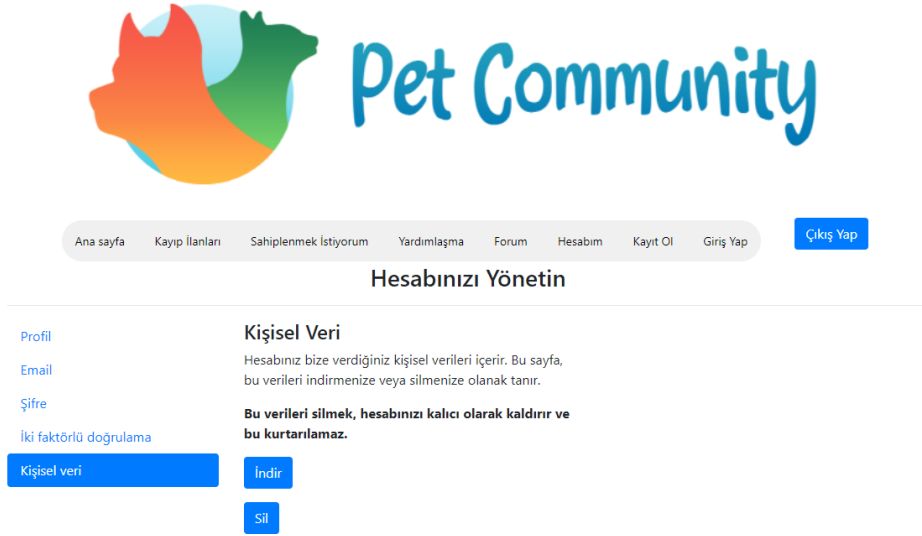 Pet Community
Ana sayfa Kayıp İlanları Sahiplenmek İstiyorum Yardımlaşma Forum Hesabım Kayıt Ol Giriş Yap Çıkış Yap
Hesabınızı Yönetin
Profil
Email
Şifre
İki faktörlü doğrulama
Kişisel veri
Kişisel Veri
Hesabınız bize verdiğiniz kişisel verileri içerir. Bu sayfa,
bu verileri indirmenize veya silmenize olanak tanır.
Bu verileri silmek, hesabınızı kalıcı olarak kaldırır ve
bu kurtarılamaz.
İndir
Sil